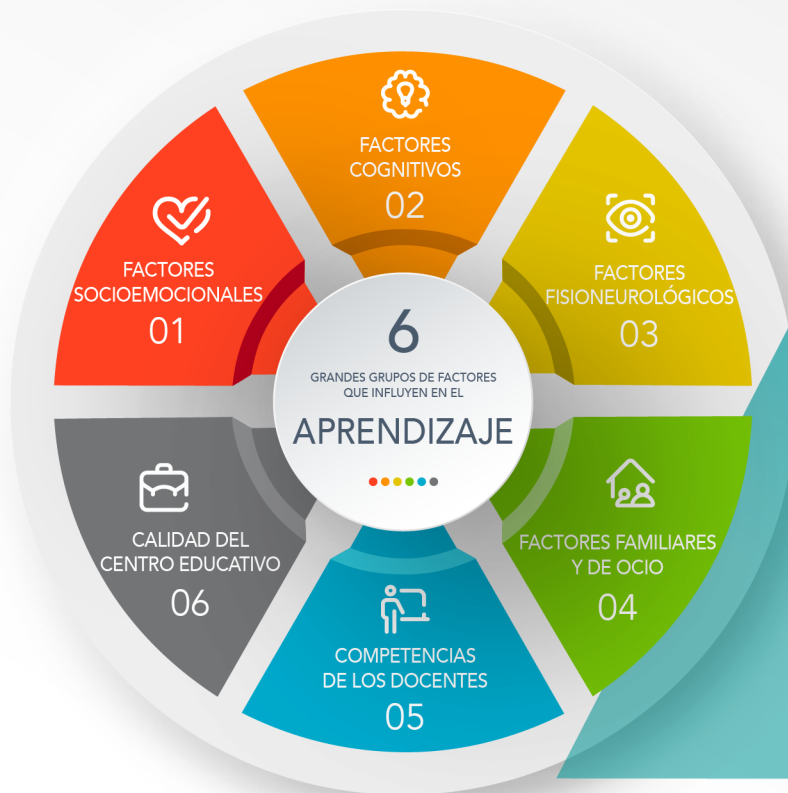 6
GRANDES GRUPOS DE FACTORES
QUE INFLUYEN EN EL
APRENDIZAJE
FACTORES
SOCIOEMOCIONALES
01
FACTORES
COGNITIVOS
02
FACTORES
FISIONEUROLÓGICOS
03
FACTORES FAMILIARES
Y DE OCIO
04
COMPETENCIAS
DE LOS DOCENTES
05
CALIDAD DEL
CENTRO EDUCATIVO
06